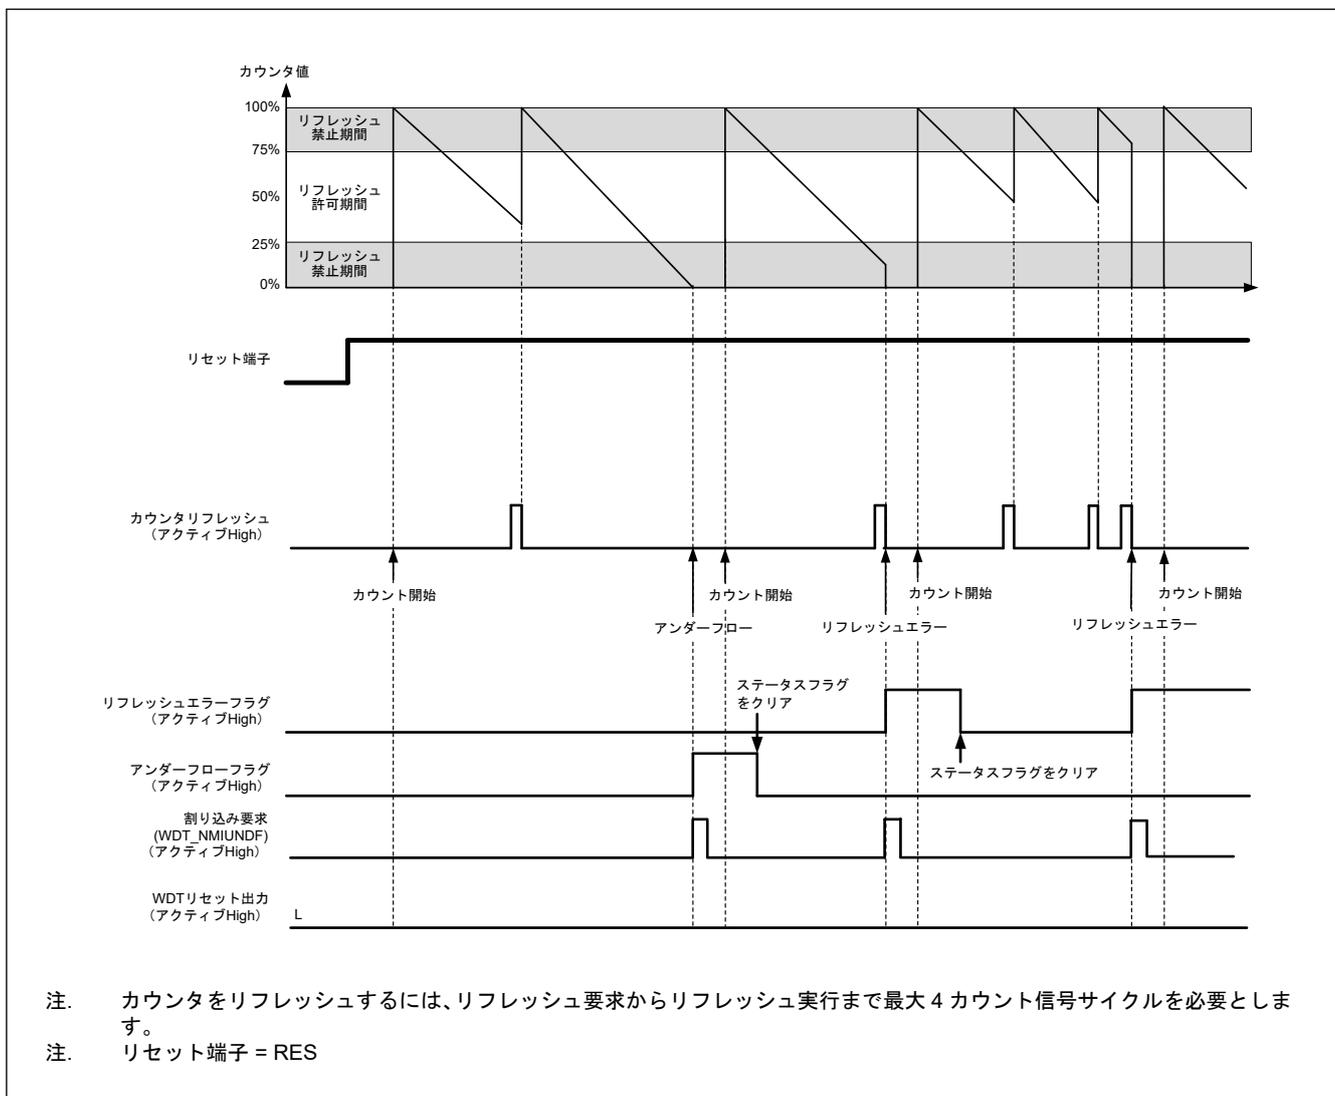 カウンタ値
100%
リフレッシュ
禁止期間
75%
リフレッシュ
許可期間
50%
25%
リフレッシュ
禁止期間
0%
リセット端子
カウンタリフレッシュ
（アクティブHigh）
カウント開始
カウント開始
カウント開始
カウント開始
アンダーフロー
リフレッシュエラー
リフレッシュエラー
ステータスフラグ
をクリア
リフレッシュエラーフラグ
（アクティブHigh）
ステータスフラグをクリア
アンダーフローフラグ
（アクティブHigh）
割り込み要求
(WDT_NMIUNDF)
（アクティブHigh）
WDTリセット出力
（アクティブHigh）
L
注. カウンタをリフレッシュするには、リフレッシュ要求からリフレッシュ実行まで最大 4 カウント信号サイクルを必要としま
す。
注. リセット端子 = RES